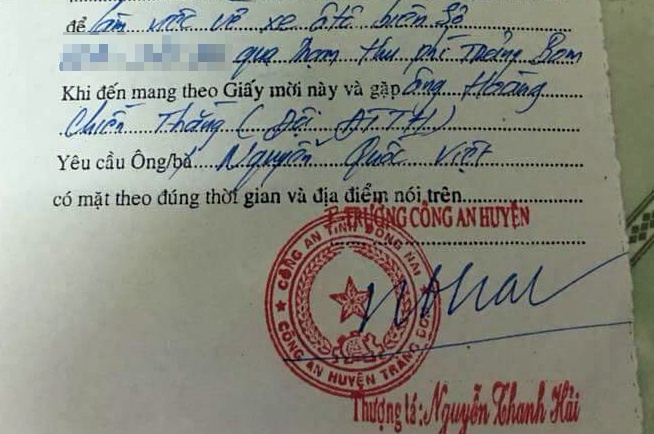 để làm việc về xe ôtô biển số
qua trạm thu phí Trảng Bom
Khi đến mang theo Giấy mời này và gặp ông Hoàng
Chiến Thắng (Đội ĐTTH)
Yêu cầu Ông/bà Nguyễn Quốc Việt
có mặt theo đúng thời gian và địa điểm nói trên
P. TRƯỞNG CÔNG AN HUYỆN
CÔNG AN TỈNH ĐỒNG NAI
CÔNG AN HUYỆN TRẢNG BOM
Thượng tá: Nguyễn Thanh Hải